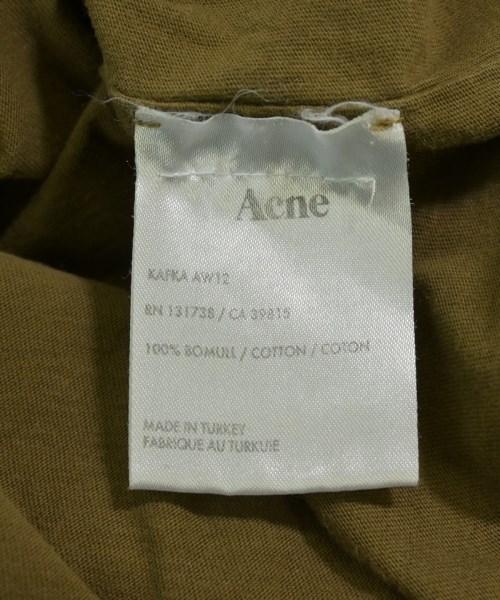 Acne
KAFKA AW12
RN 131738 / CA 39815
100% BOMULL / COTTON / COTON
MADE IN TURKEY
FABRIQUE AU TURKUIE